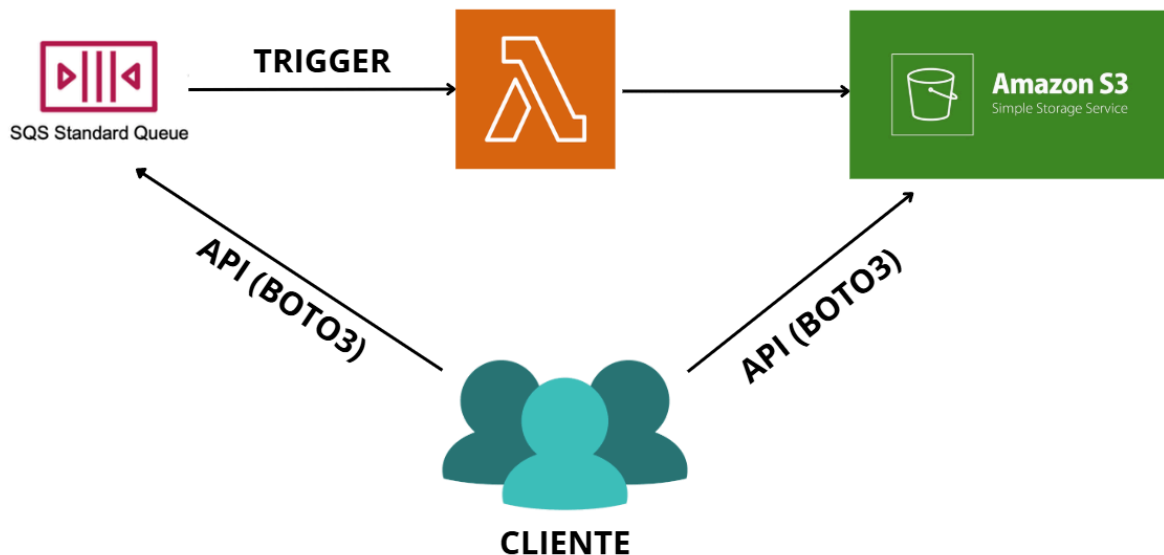 TRIGGER
SQS Standard Queue
Amazon S3
Simple Storage Service
API (BOTO3)
API (BOTO3)
CLIENTE